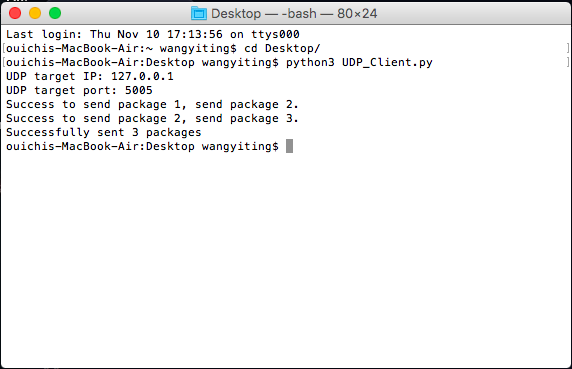 Desktop — -bash — 80×24
Last login: Thu Nov 10 17:13:56 on ttys000
[ouichis-MacBook-Air:~ wangyiting$ cd Desktop/ ]
[ouichis-MacBook-Air:Desktop wangyiting$ python3 UDP_Client.py ]
UDP target IP: 127.0.0.1
UDP target port: 5005
Success to send package 1, send package 2.
Success to send package 2, send package 3.
Successfully sent 3 packages
ouichis-MacBook-Air:Desktop wangyiting$